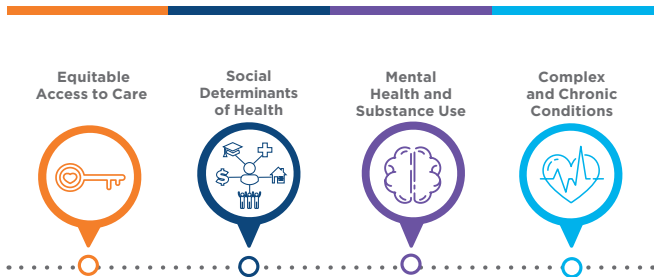 Equitable
Access to Care
Social
Determinants
of Health
$
Mental
Health and
Substance Use
Complex
and Chronic
Conditions